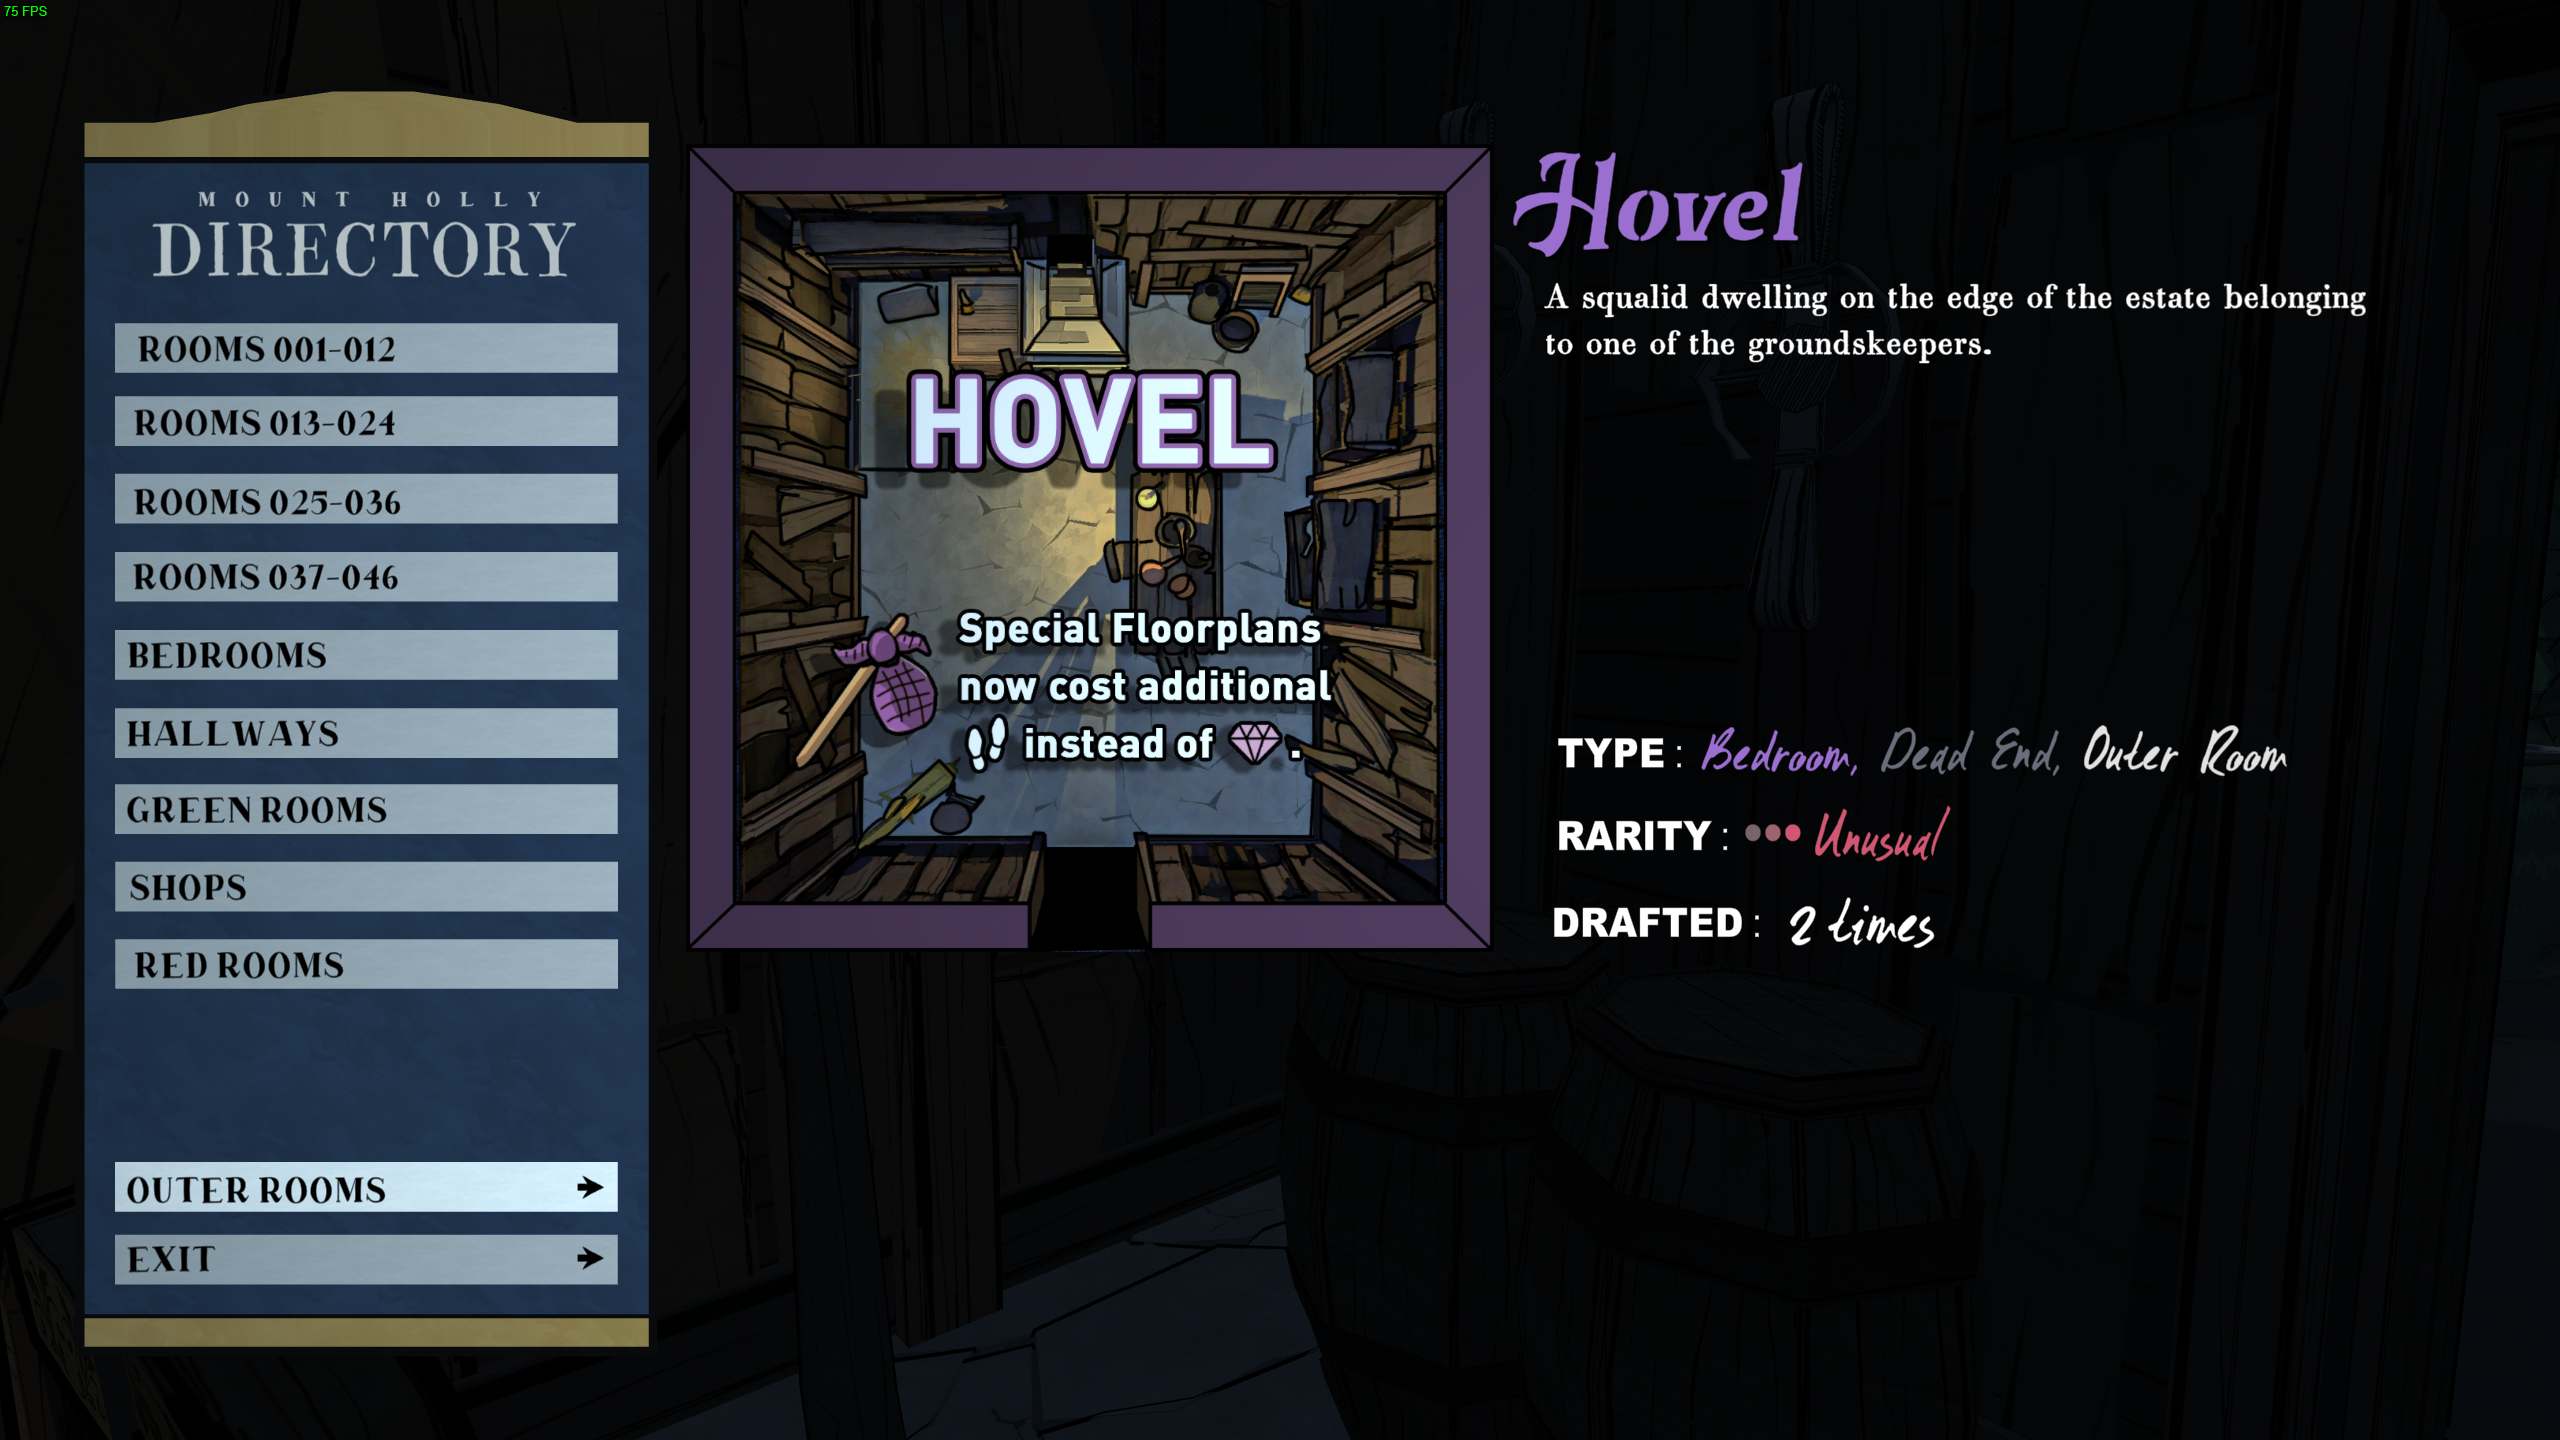 75 FPS
MOUNT HOLLY
DIRECTORY
ROOMS 001-012
ROOMS 013-024
ROOMS 025-036
ROOMS 037-046
BEDROOMS
HALLWAYS
GREEN ROOMS
SHOPS
RED ROOMS
OUTER ROOMS
EXIT
HOVEL
Special Floorplans
now cost additional
instead of .
Hovel
A squalid dwelling on the edge of the estate belonging
to one of the groundskeepers.
TYPE : Bedroom, Dead End, Outer Room
RARITY : Unusual
DRAFTED : 2 times